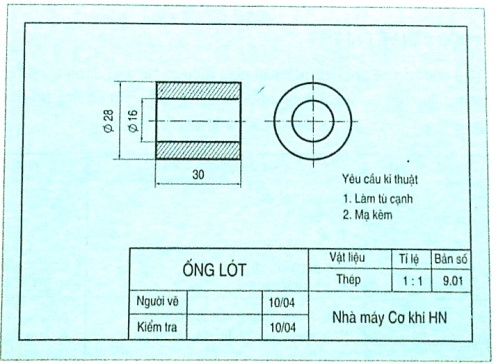 Ø 28
Ø 16
30
Yêu cầu kĩ thuật
1. Làm tù cạnh
2. Mạ kẽm
ỐNG LÓT
Vật liệu
Tỉ lệ
Bản số
Thép
1 : 1
9.01
Người vẽ
10/04
Kiểm tra
10/04
Nhà máy Cơ khí HN